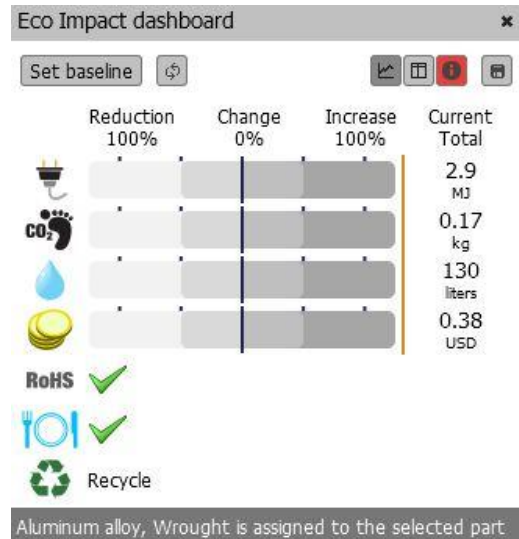 Eco Impact dashboard
Set baseline
Reduction Change Increase Current
100% 0% 100% Total
2.9
MJ
CO2 0.17
kg
130
liters
0.38
USD
RoHS
Recycle
Aluminum alloy, Wrought is assigned to the selected part